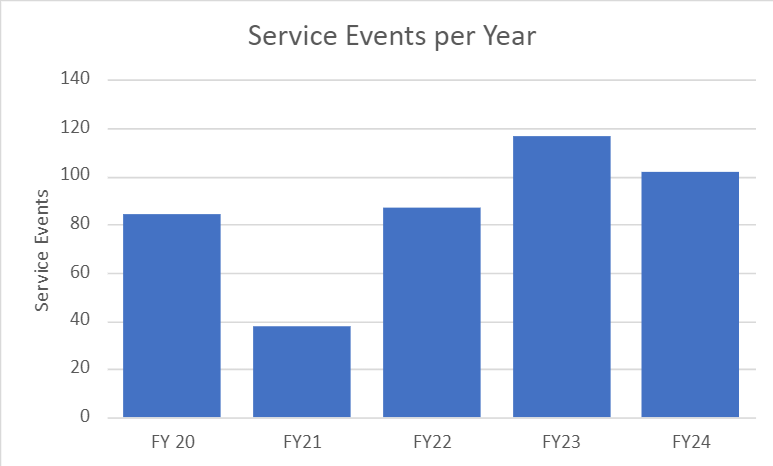 Service Events per Year
140
120
100
80
60
40
20
0
Service Events
FY 20
FY21
FY22
FY23
FY24